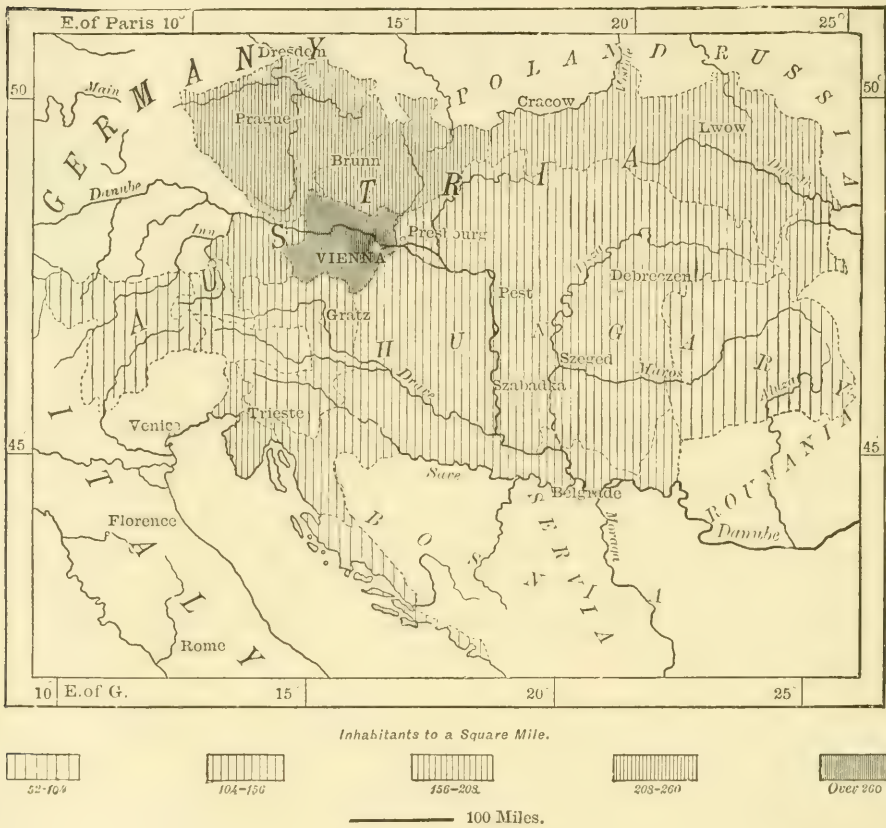 E. of Paris 10°
15°
20°
25°
50°
50°
45°
45°
GERMANY
POLAND
RUSSIA
AUSTRIA
HUNGARY
ITALY
BOSNIA
SERVIA
ROUMANIA
Dresden
Main
Prague
Cracow
Lwow
Brunn
Danube
Inn
Presburg
VIENNA
Debreczen
Pest
Gratz
Szeged
Maros
Drave
Szabadka
Aluta
Trieste
Venice
Save
Belgrade
Florence
Danube
Rome
10°
E. of G.
15°
20°
25°
Inhabitants to a Square Mile.
52-104
104-156
156-208
208-260
Over 260
100 Miles.